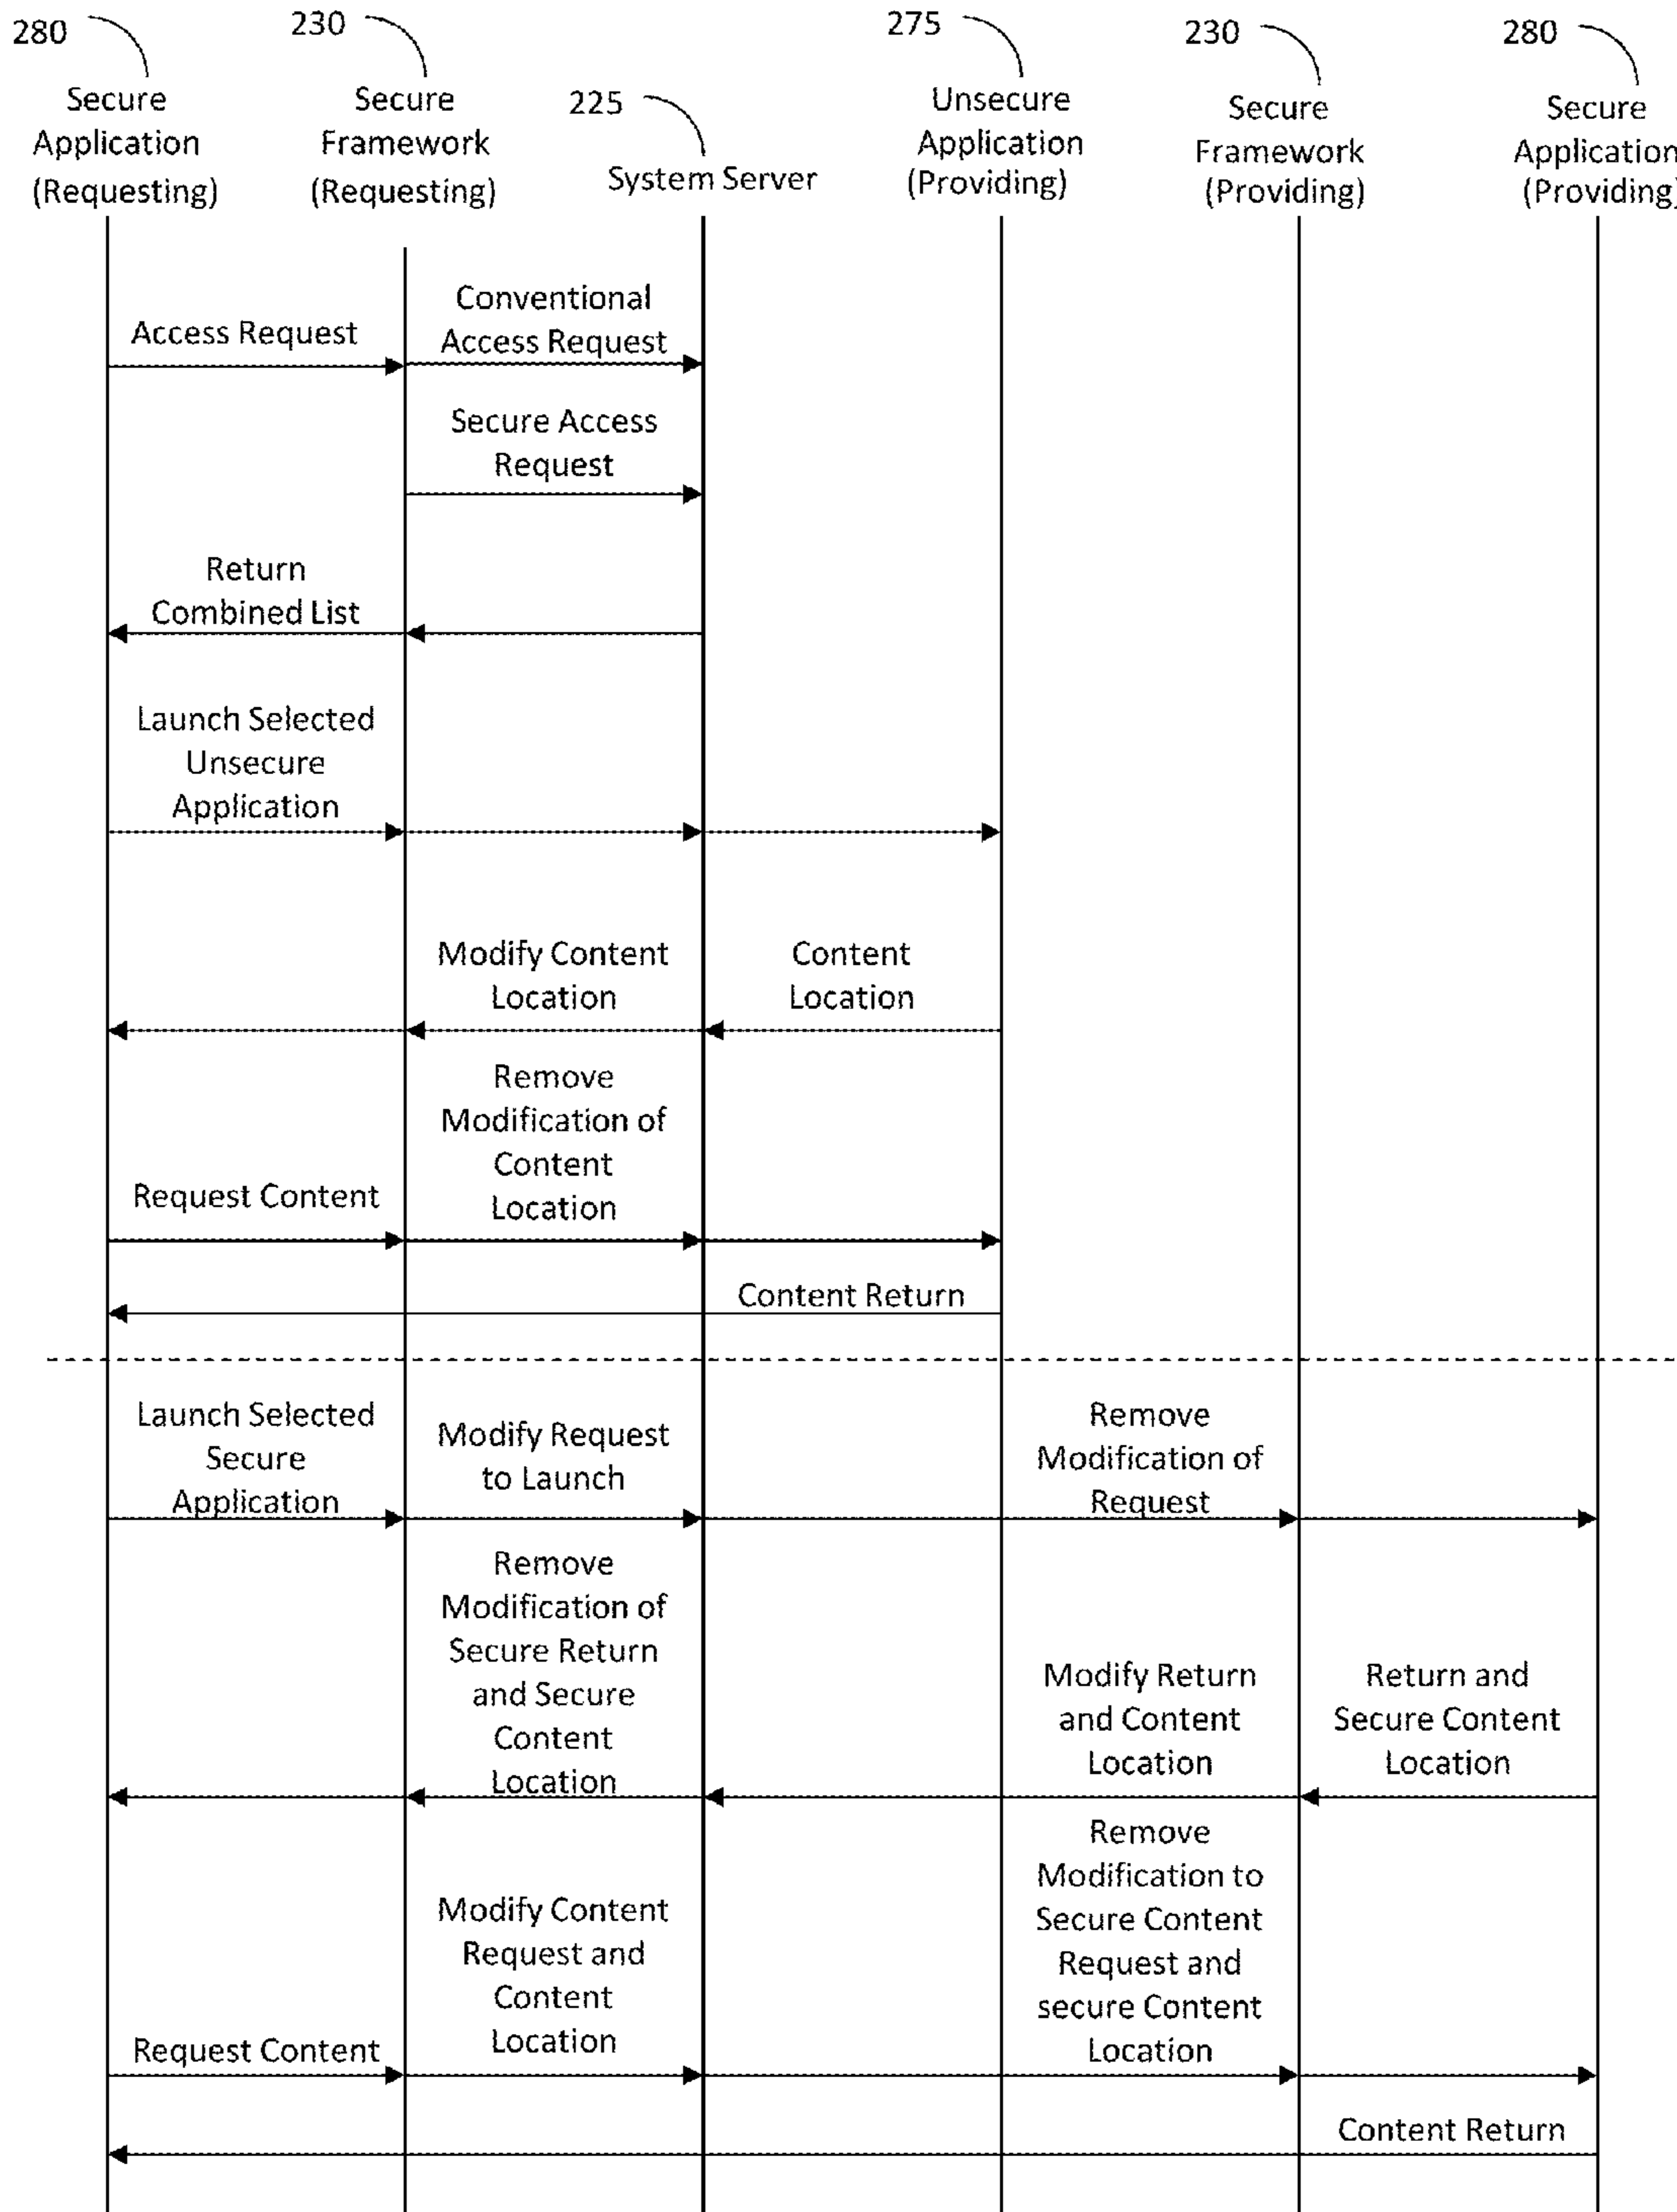 280
230
275
230
280
225
Secure
Application
(Requesting)
Secure
Framework
(Requesting)
System Server
Unsecure
Application
(Providing)
Secure
Framework
(Providing)
Secure
Application
(Providing)
Access Request
Conventional
Access Request
Secure Access
Request
Return
Combined List
Launch Selected
Unsecure
Application
Modify Content
Location
Content
Location
Request Content
Remove
Modification of
Content
Location
Content Return
Launch Selected
Secure
Application
Modify Request
to Launch
Remove
Modification of
Request
Remove
Modification of
Secure Return
and Secure
Content
Location
Modify Return
and Content
Location
Return and
Secure Content
Location
Request Content
Modify Content
Request and
Content
Location
Remove
Modification to
Secure Content
Request and
secure Content
Location
Content Return